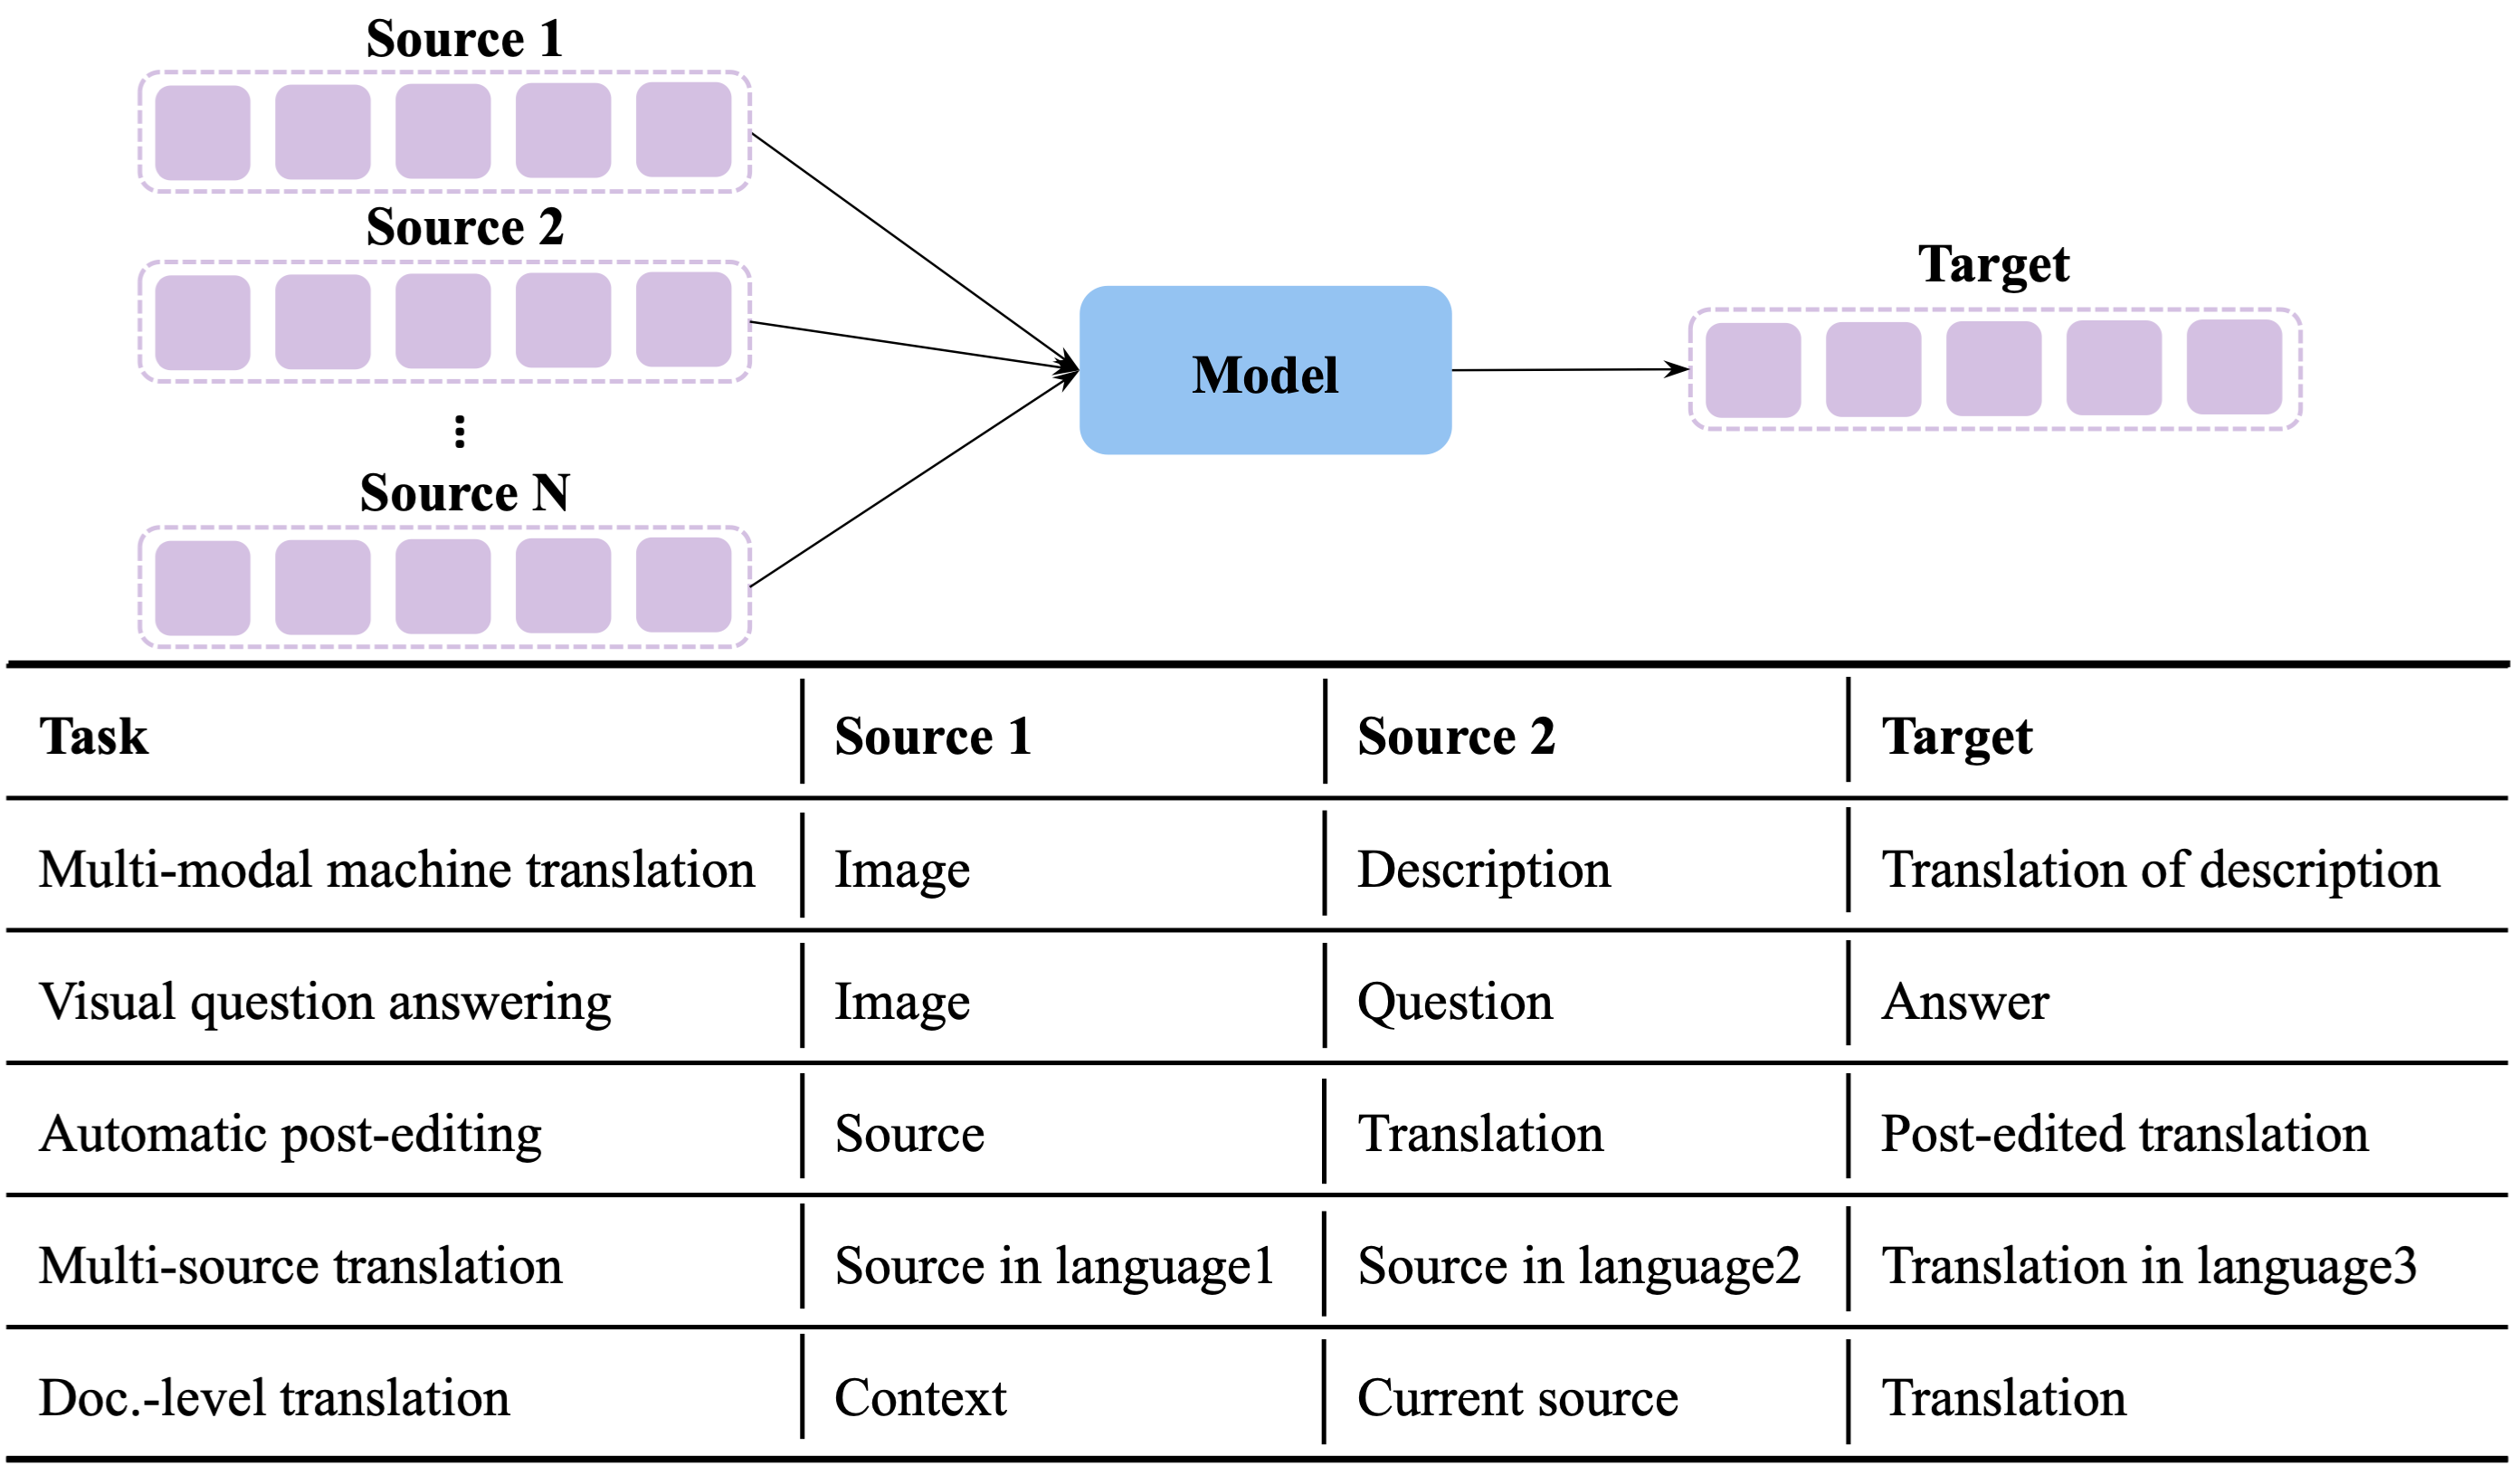 Source 1
Source 2
Source N
Model
Target
Task Source 1 Source 2 Target
Multi-modal machine translation Image Description Translation of description
Visual question answering Image Question Answer
Automatic post-editing Source Translation Post-edited translation
Multi-source translation Source in language1 Source in language2 Translation in language3
Doc.-level translation Context Current source Translation